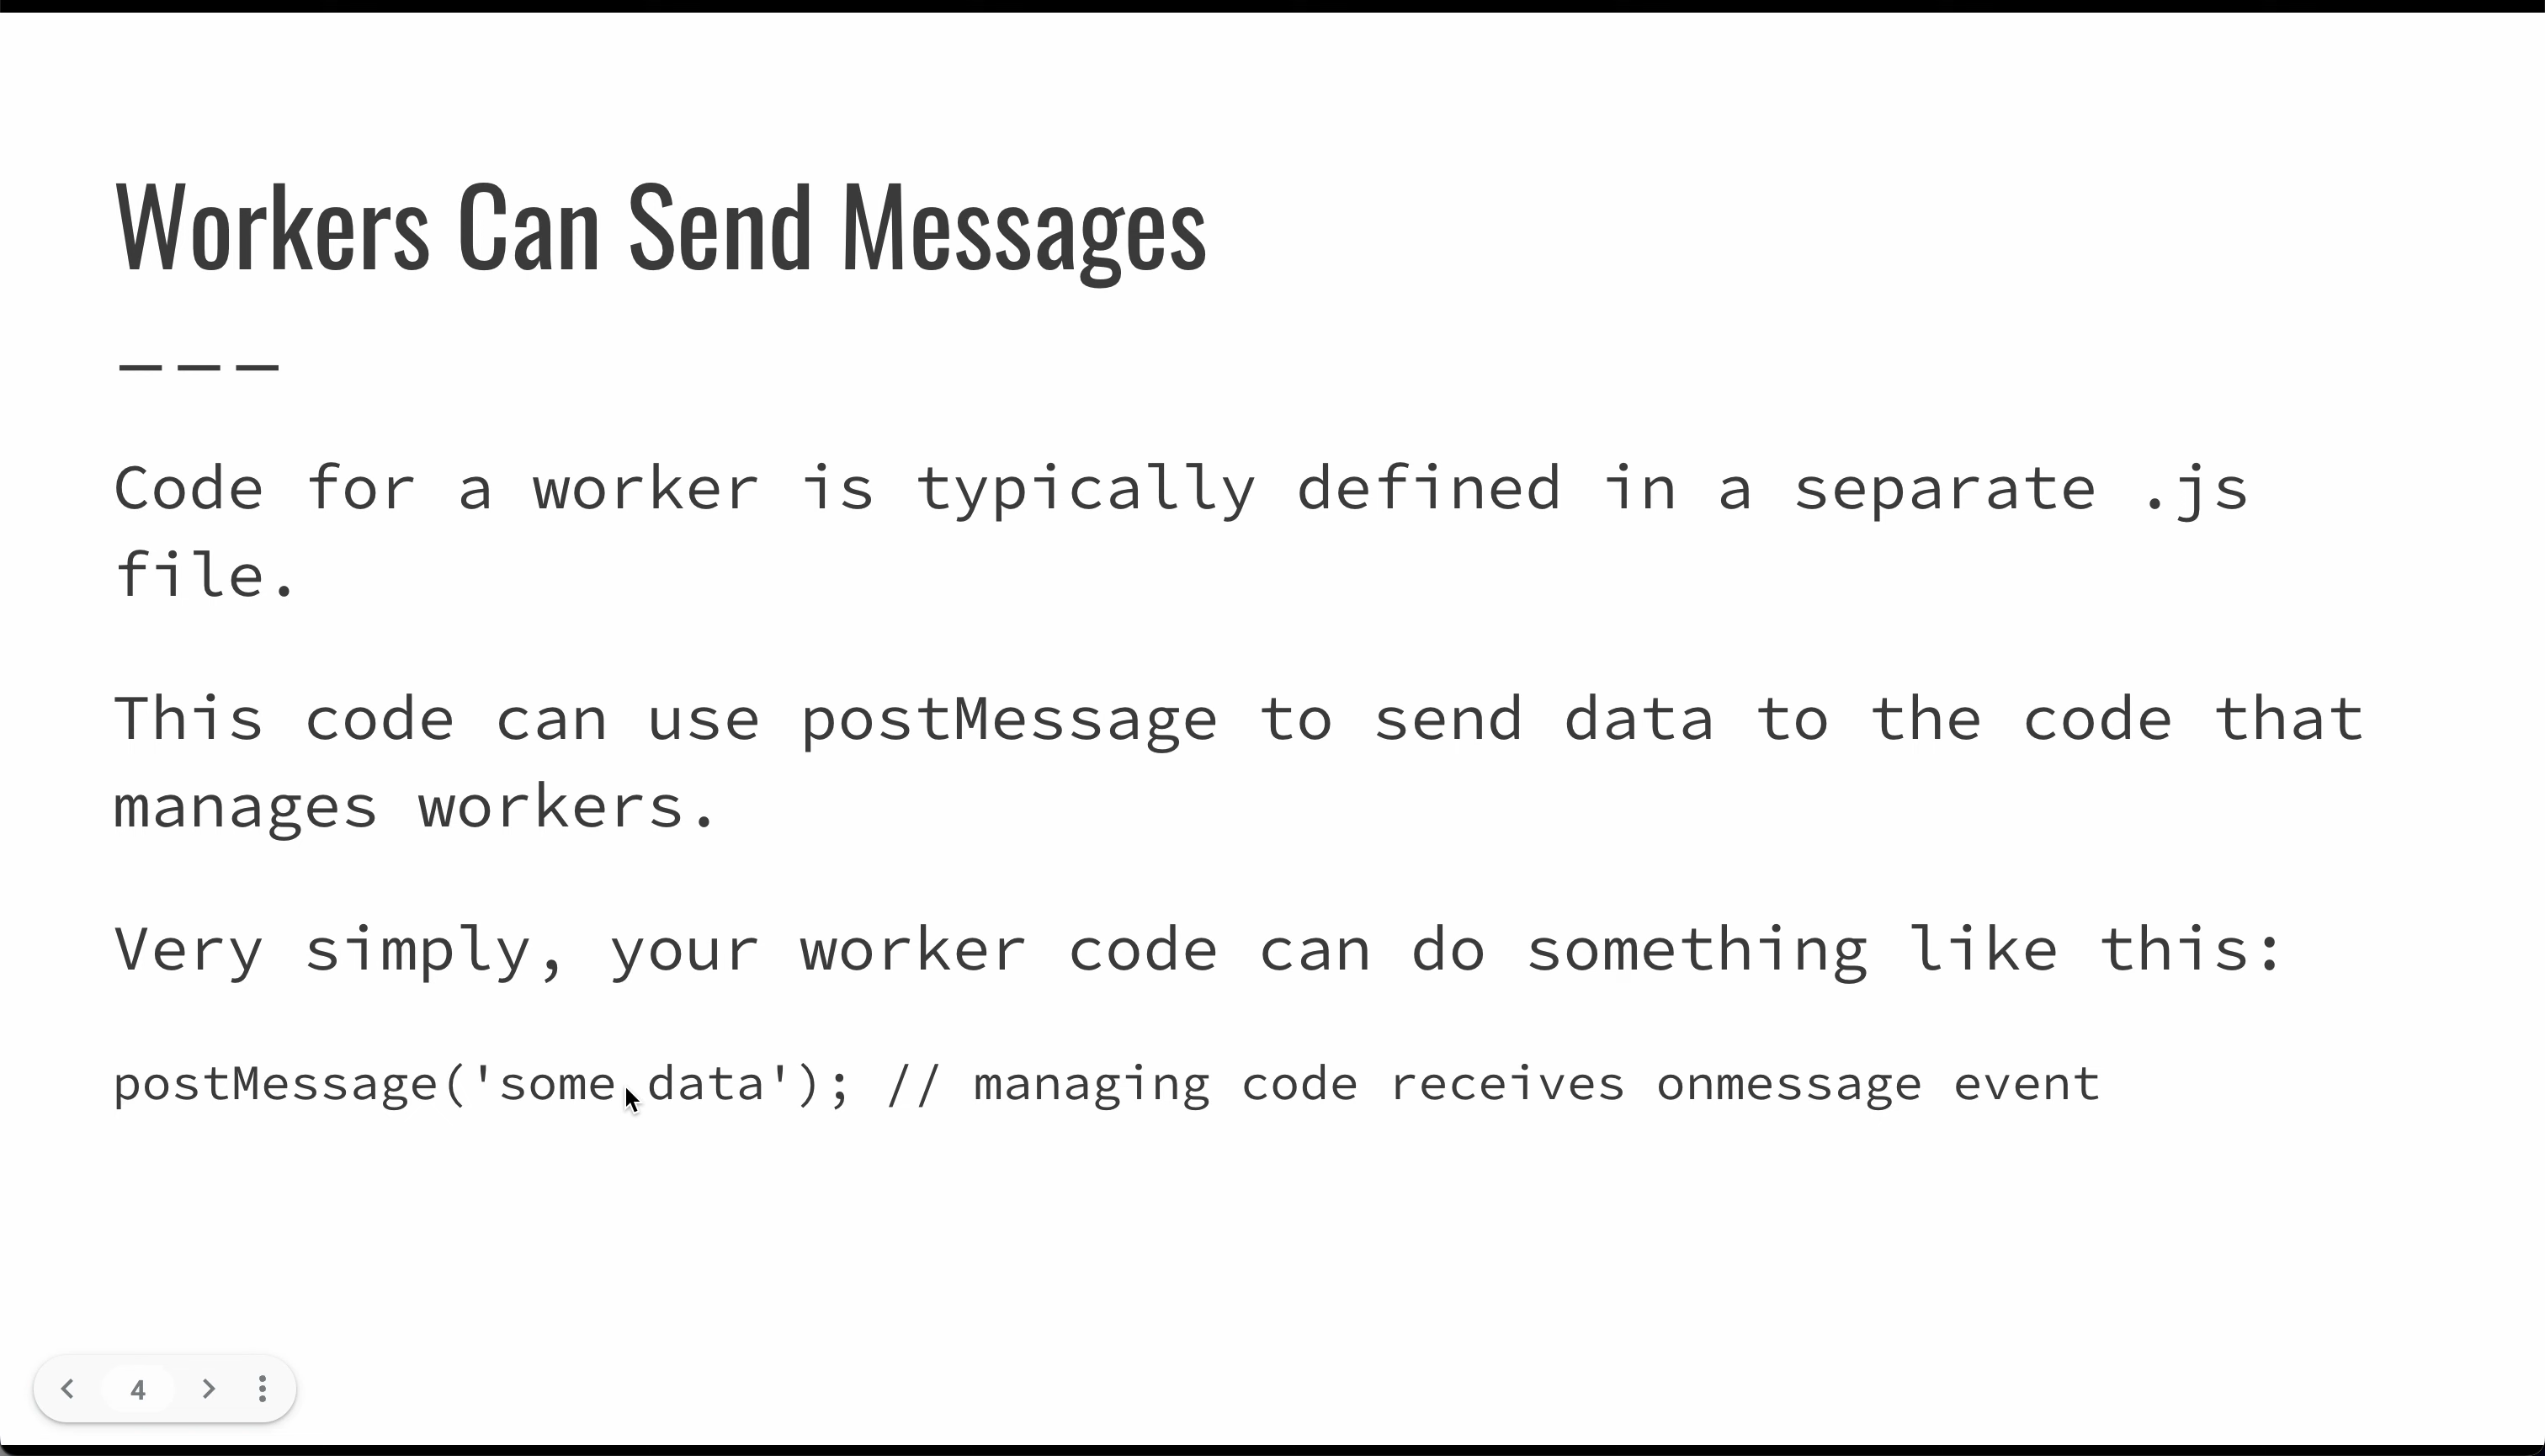 Workers Can Send Messages
———
Code for a worker is typically defined in a separate .js
file.
This code can use postMessage to send data to the code that
manages workers.
Very simply, your worker code can do something like this:
postMessage('some data'); // managing code receives onmessage event
4